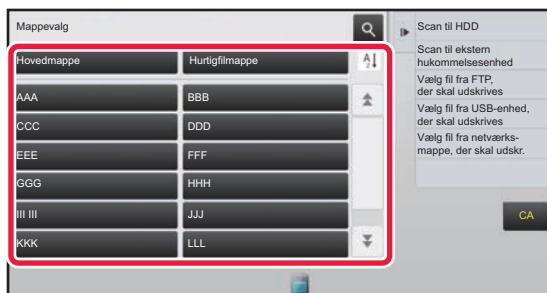 Mappevalg
Hovedmappe
Hurtigfilmappe
AAA
BBB
CCC
DDD
EEE
FFF
GGG
HHH
III III
JJJ
KKK
LLL
A
Z
Scan til HDD
Scan til ekstern
hukommelsesenhed
Vælg fil fra FTP,
der skal udskrives
Vælg fil fra USB-enhed,
der skal udskrives
Vælg fil fra netværks-
mappe, der skal udskr.
CA